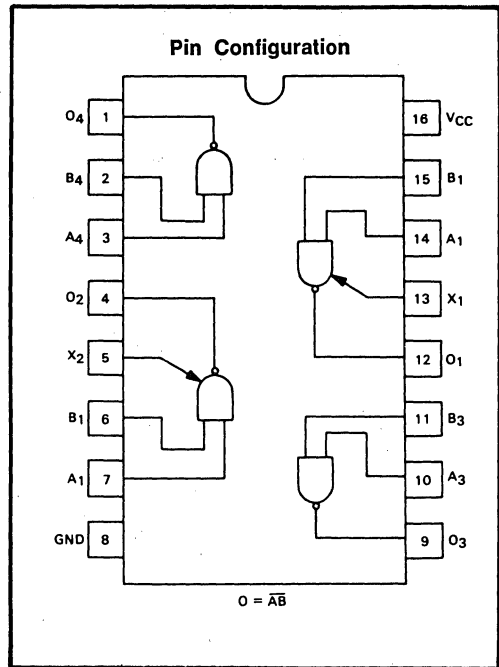 Pin Configuration
O4 1
16 VCC
B4 2
15 B1
A4 3
14 A1
O2 4
13 X1
X2 5
12 O1
B1 6
11 B3
A1 7
10 A3
GND 8
9 O3
O = A̅B̅